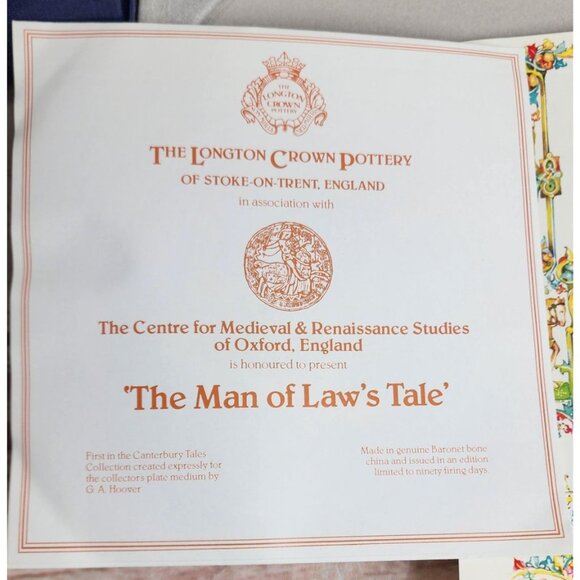 THE
LONGTON
CROWN
POTTERY
THE LONGTON CROWN POTTERY
OF STOKE-ON-TRENT, ENGLAND
in association with
The Centre for Medieval & Renaissance Studies
of Oxford, England
is honoured to present
'The Man of Law's Tale'
First in the Canterbury Tales
Collection created expressly for
the collector's plate medium by
G. A. Hoover
Made in genuine Baronet bone
china and issued in an edition
limited to ninety firing days.